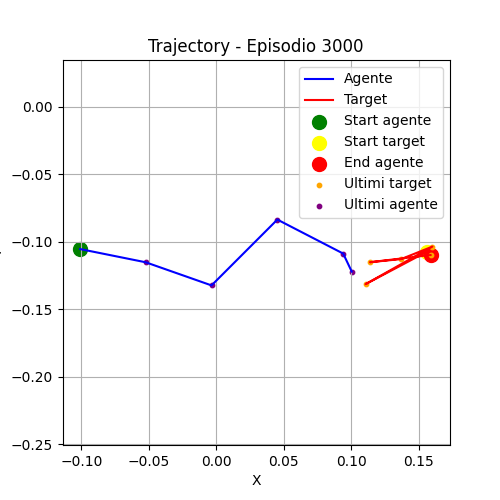 Trajectory - Episodio 3000
Agente
Target
Start agente
Start target
End agente
Ultimi target
Ultimi agente
0.00
−0.05
−0.10
−0.15
−0.20
−0.25
−0.10 −0.05 0.00 0.05 0.10 0.15
X